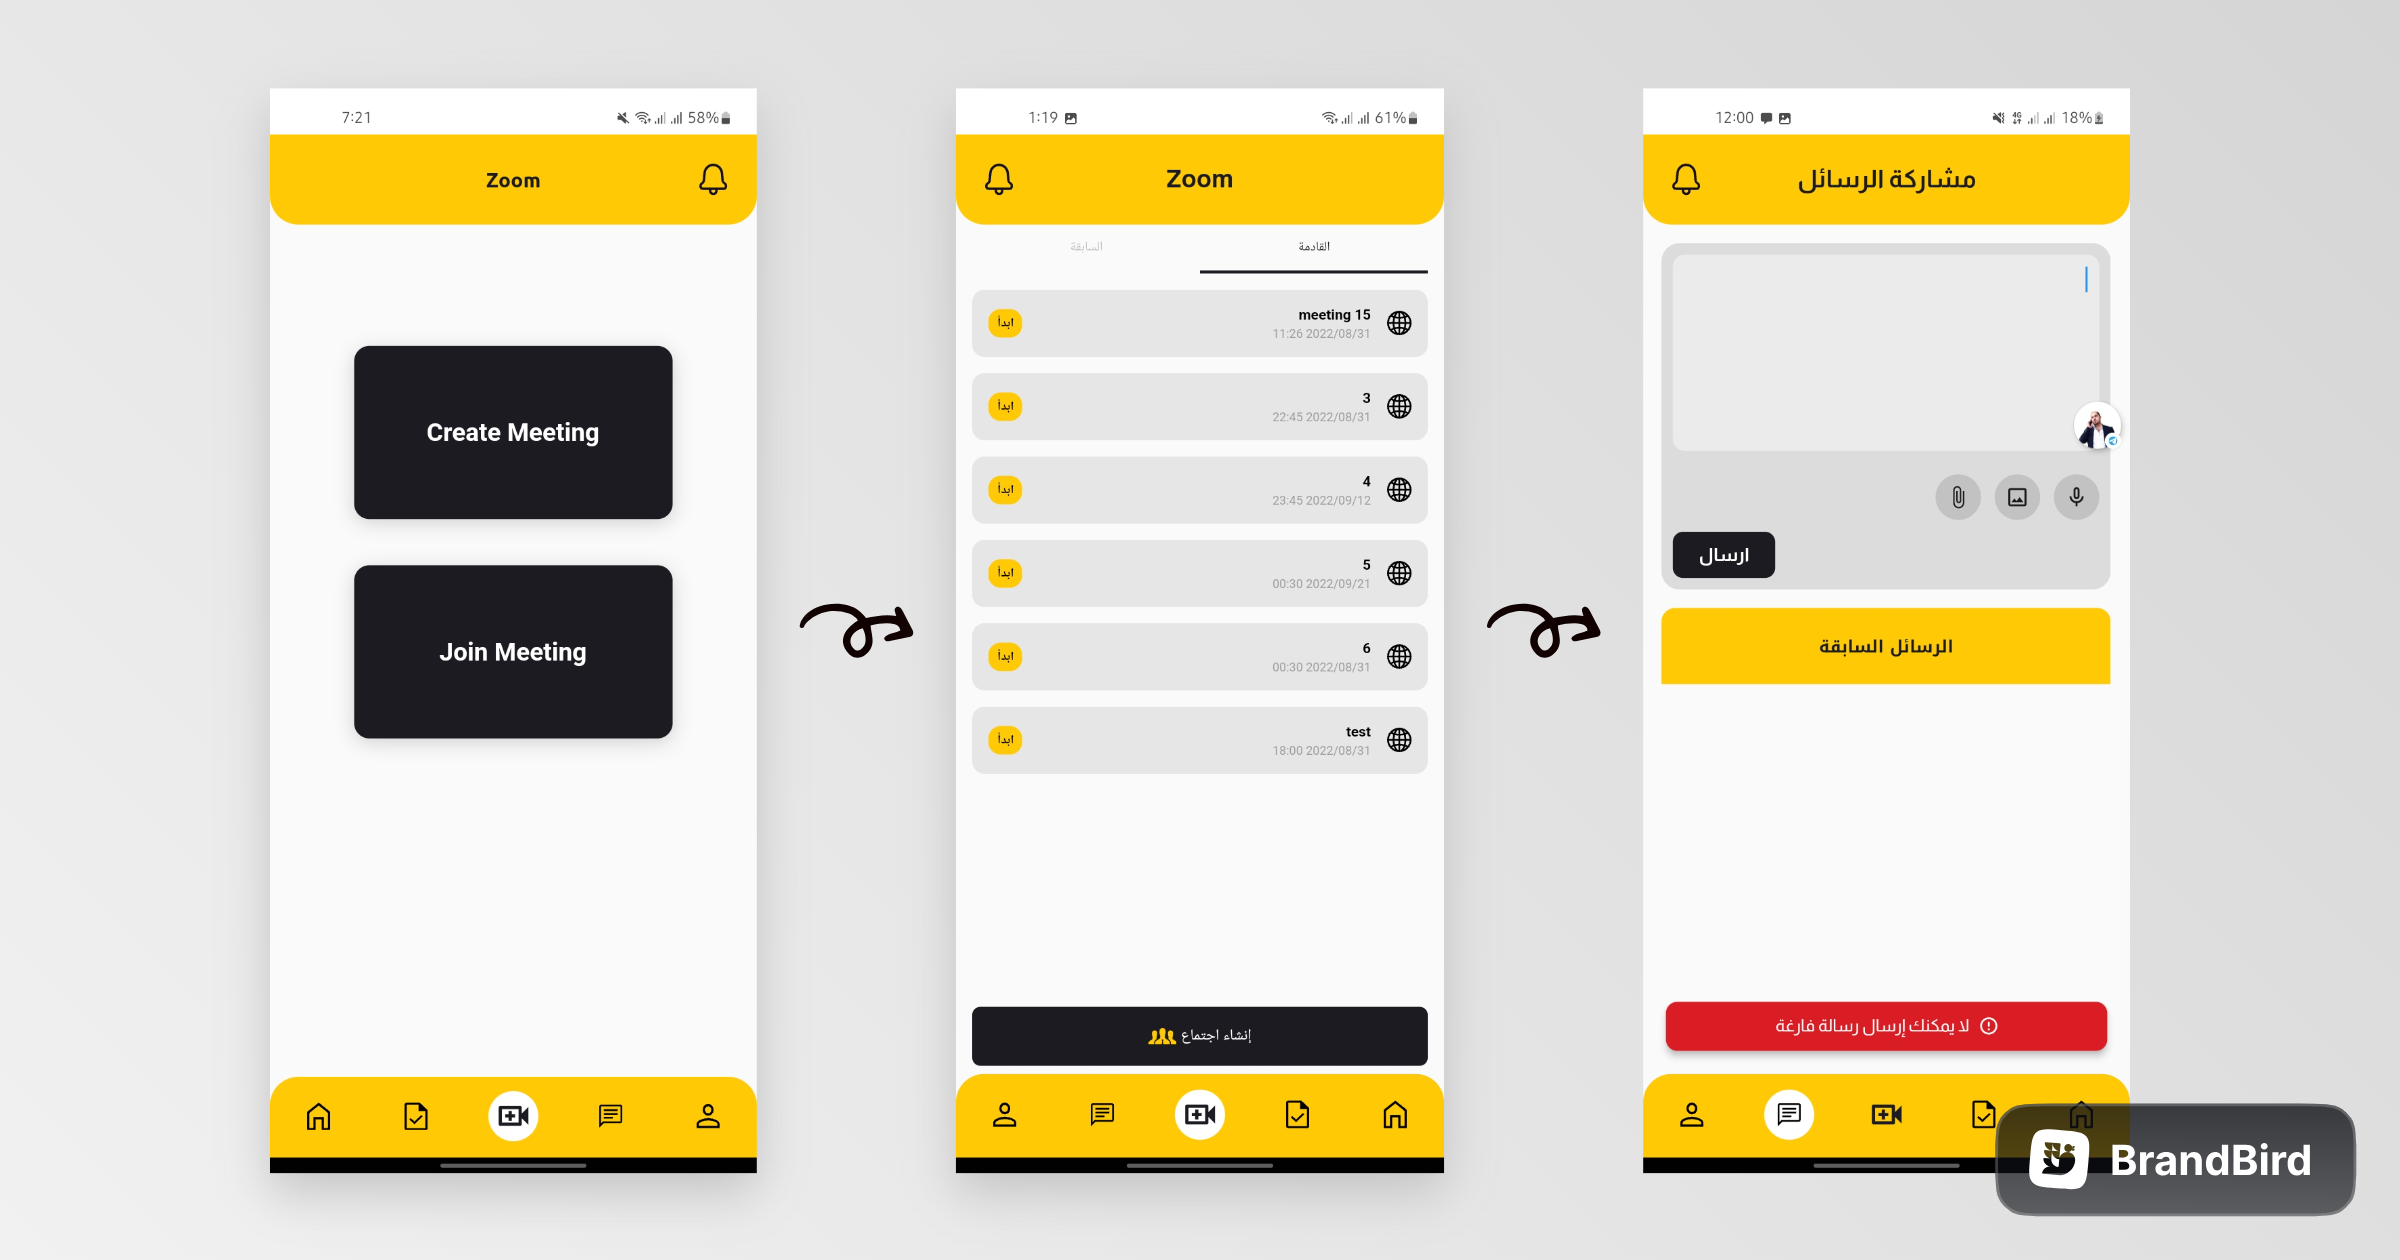 7:21
58%
Zoom
Create Meeting
Join Meeting
1:19
61%
Zoom
القادمة
السابقة
meeting 15
11:26 2022/08/31
ابدأ
3
22:45 2022/08/31
ابدأ
4
23:45 2022/09/12
ابدأ
5
00:30 2022/09/21
ابدأ
6
00:30 2022/08/31
ابدأ
test
18:00 2022/08/31
ابدأ
إنشاء اجتماع
12:00
4G
18%
مشاركة الرسائل
ارسال
الرسائل السابقة
لا يمكنك إرسال رسالة فارغة
BrandBird